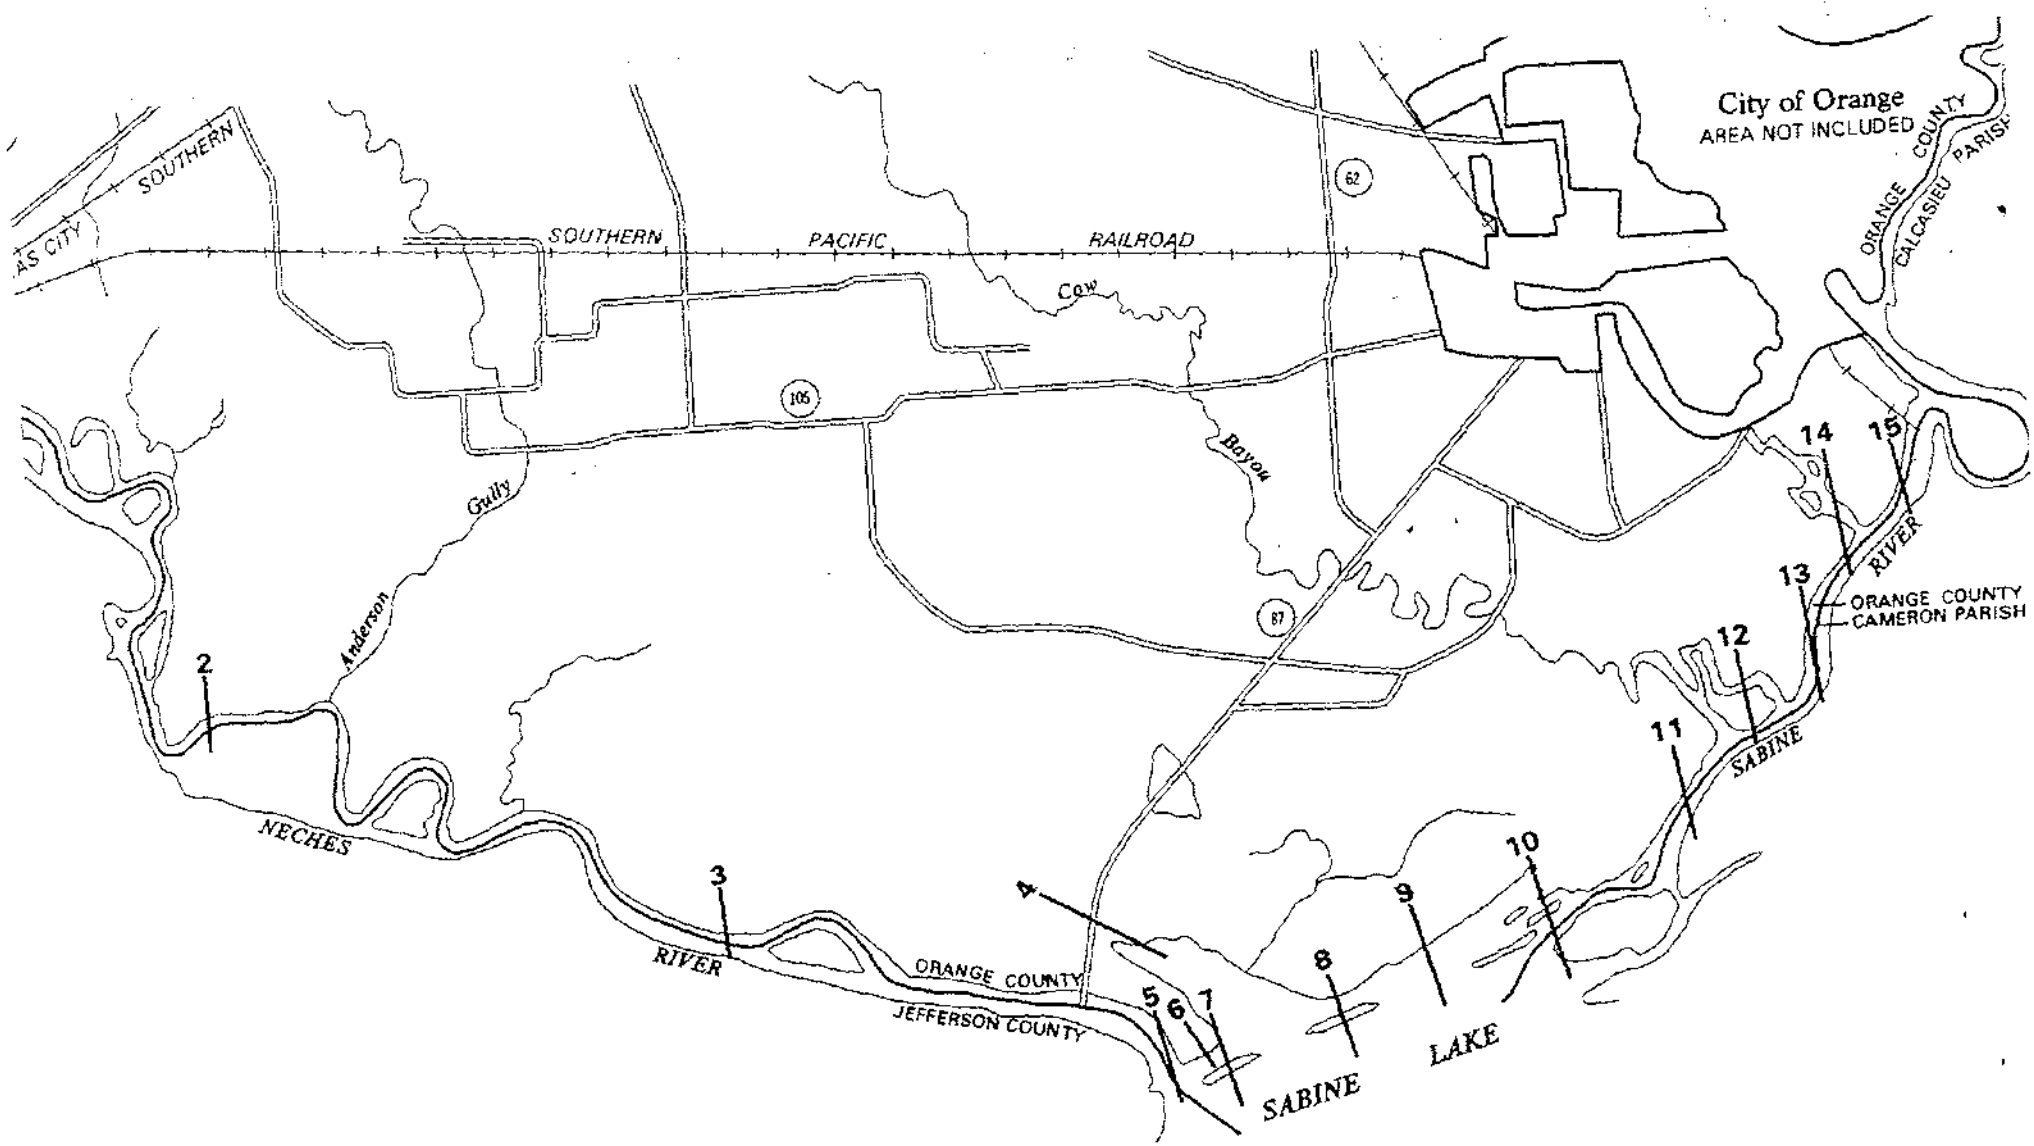 City of Orange
AREA NOT INCLUDED
ORANGE COUNTY
CALCASIEU PARISH
SOUTHERN
AS CITY
62
SOUTHERN PACIFIC RAILROAD
Cow
105
Bayou
Gully
Anderson
14
15
RIVER
13
ORANGE COUNTY
CAMERON PARISH
87
12
2
11
SABINE
NECHES
10
3
4
9
RIVER
8
ORANGE COUNTY
JEFFERSON COUNTY
5
6
7
SABINE LAKE